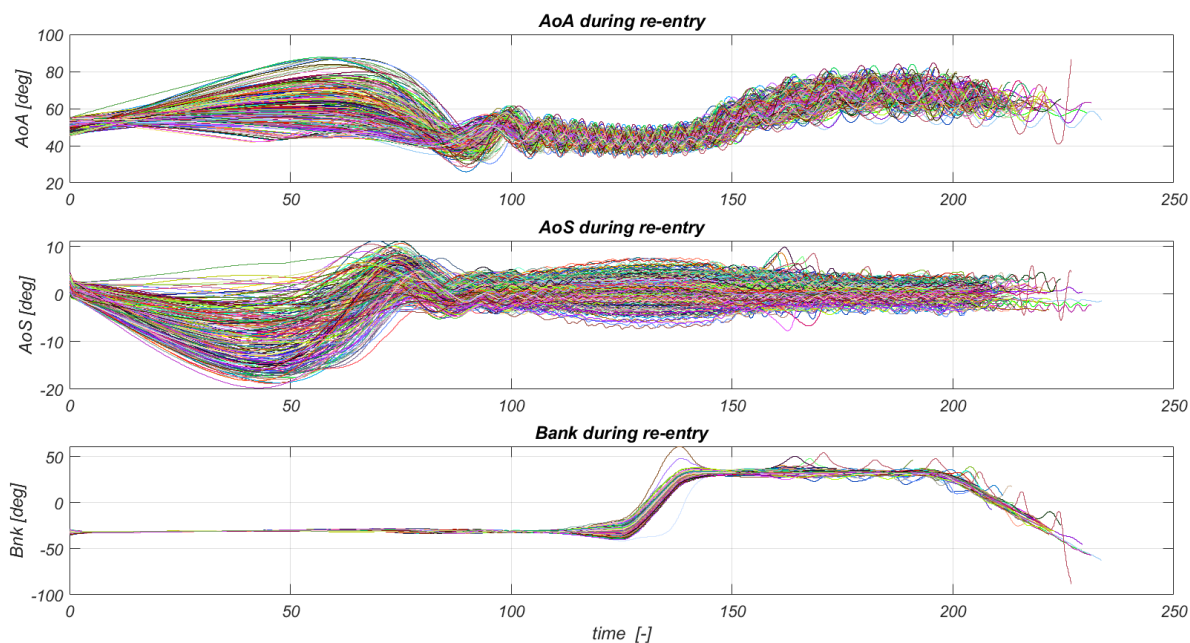 AoA during re-entry
100
80
60
40
20
AoA [deg]
0 50 100 150 200 250
AoS during re-entry
10
0
-10
-20
AoS [deg]
0 50 100 150 200 250
Bank during re-entry
50
0
-50
-100
Bnk [deg]
0 50 100 150 200 250
time [-]